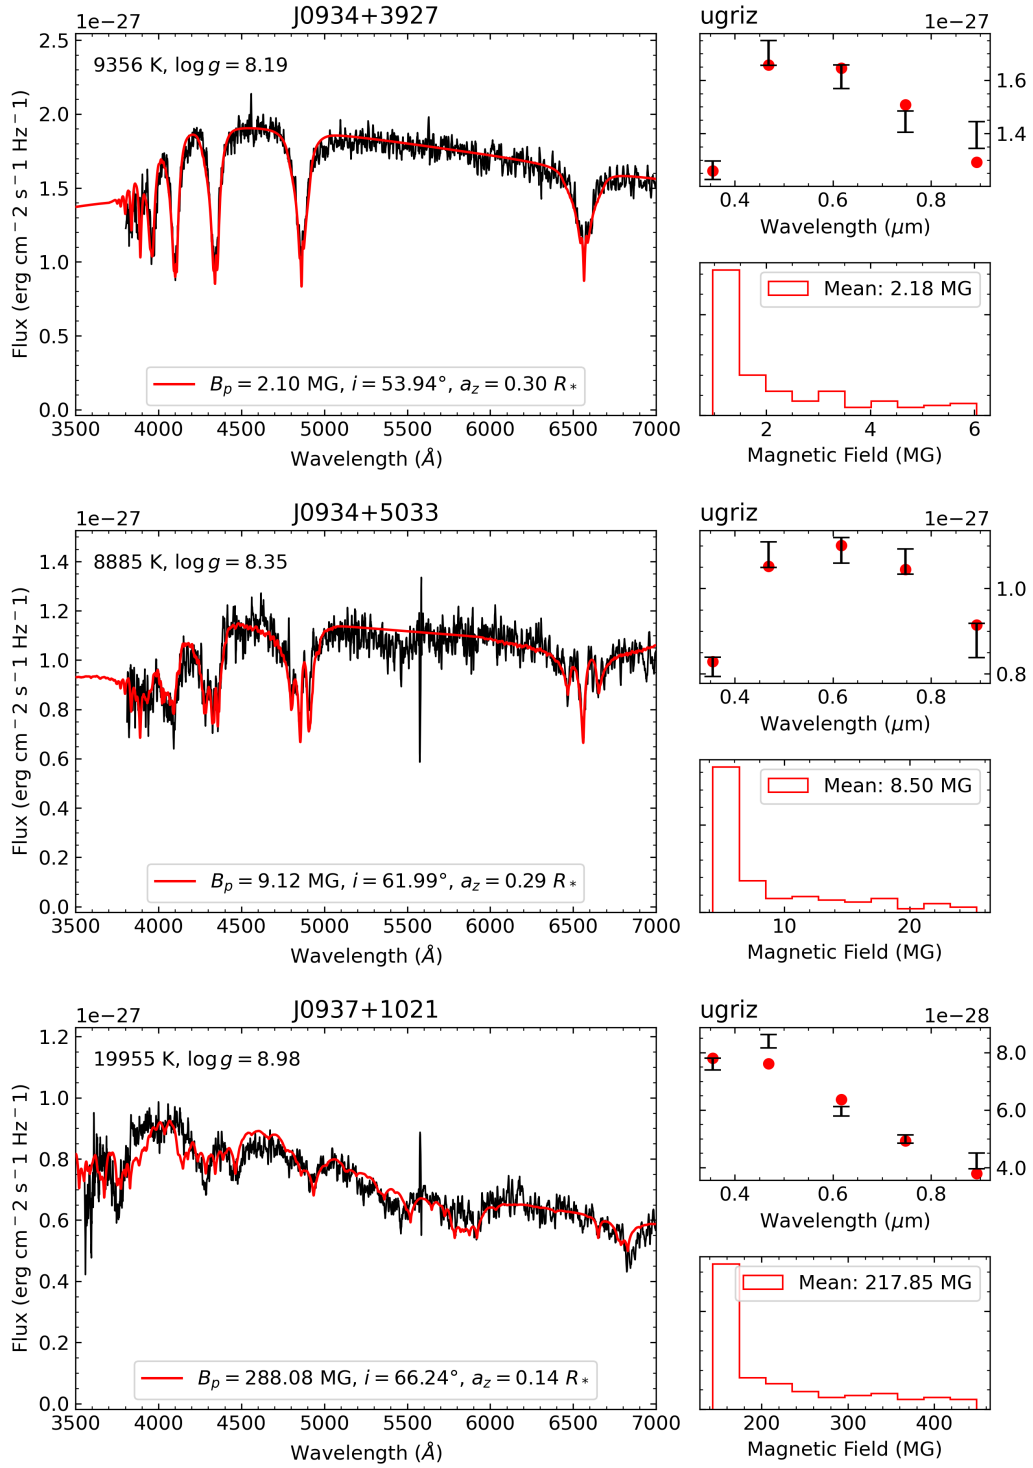 J0934+3927
1e−27
9356 K, log g = 8.19
2.5
2.0
1.5
1.0
0.5
0.0
Flux (erg cm−2 s−1 Hz−1)
B_p = 2.10 MG, i = 53.94°, a_z = 0.30 R_*
3500 4000 4500 5000 5500 6000 6500 7000
Wavelength (Å)
ugriz
1e−27
1.6
1.4
0.4 0.6 0.8
Wavelength (μm)
Mean: 2.18 MG
2 4 6
Magnetic Field (MG)
J0934+5033
1e−27
8885 K, log g = 8.35
1.4
1.2
1.0
0.8
0.6
0.4
0.2
0.0
Flux (erg cm−2 s−1 Hz−1)
B_p = 9.12 MG, i = 61.99°, a_z = 0.29 R_*
3500 4000 4500 5000 5500 6000 6500 7000
Wavelength (Å)
ugriz
1e−27
1.0
0.8
0.4 0.6 0.8
Wavelength (μm)
Mean: 8.50 MG
10 20
Magnetic Field (MG)
J0937+1021
1e−27
19955 K, log g = 8.98
1.2
1.0
0.8
0.6
0.4
0.2
0.0
Flux (erg cm−2 s−1 Hz−1)
B_p = 288.08 MG, i = 66.24°, a_z = 0.14 R_*
3500 4000 4500 5000 5500 6000 6500 7000
Wavelength (Å)
ugriz
1e−28
8.0
6.0
4.0
0.4 0.6 0.8
Wavelength (μm)
Mean: 217.85 MG
200 300 400
Magnetic Field (MG)